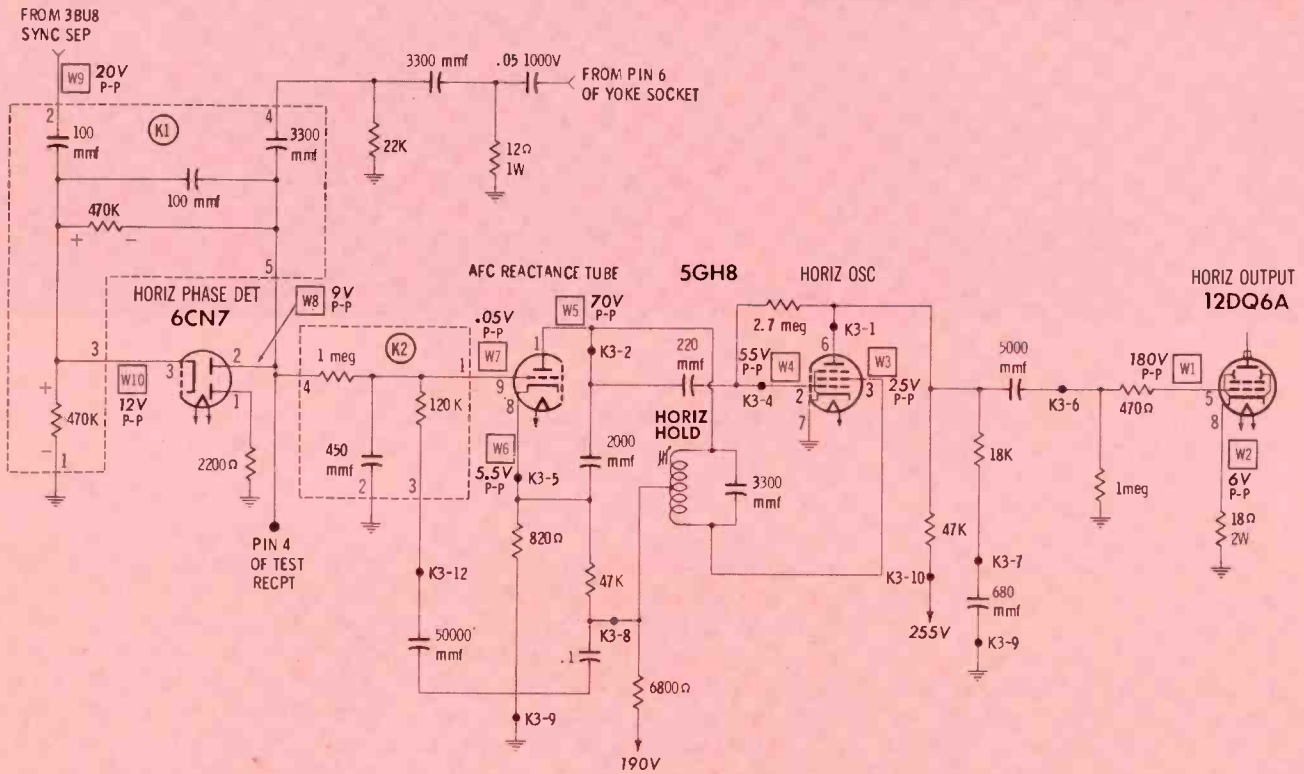 FROM 3BU8
SYNC SEP
W9
20V
P-P
2
100
mmf
K1
4
3300
mmf
100 mmf
470K
+
−
5
3300 mmf
.05 1000V
FROM PIN 6
OF YOKE SOCKET
22K
12Ω
1W
HORIZ PHASE DET
6CN7
W8
9V
P-P
3
W10
12V
P-P
3
2
1
+
470K
−
1
2200Ω
PIN 4
OF TEST
RECPT
K2
1 meg
4
120 K
450
mmf
2
3
1
K3-12
50000
mmf
AFC REACTANCE TUBE
.05V
P-P
W7
W5
70V
P-P
1
9
8
K3-2
W6
5.5V
P-P
K3-5
2000
mmf
820Ω
47K
K3-8
.1
K3-9
6800Ω
190V
5GH8
HORIZ OSC
2.7 meg
K3-1
220
mmf
55V
P-P
W4
K3-4
6
2
3
7
W3
25V
P-P
HORIZ
HOLD
3300
mmf
47K
K3-10
255V
18K
K3-7
680
mmf
K3-9
5000
mmf
K3-6
1meg
180V
P-P
W1
470Ω
HORIZ OUTPUT
12DQ6A
5
8
W2
6V
P-P
18Ω
2W